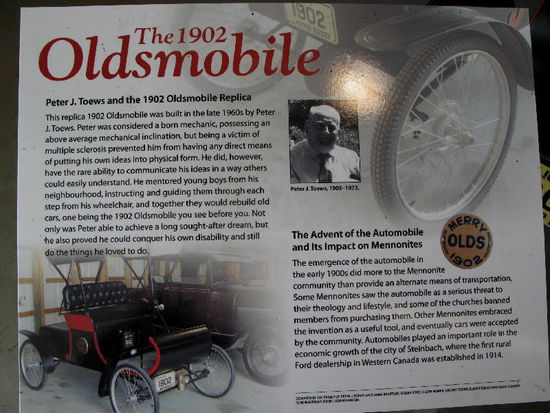 The 1902
Oldsmobile
Peter J. Toews and the 1902 Oldsmobile Replica
This replica 1902 Oldsmobile was built in the late 1960s by Peter
J. Toews. Peter was considered a born mechanic, possessing an
above average mechanical inclination, but being a victim of
multiple sclerosis prevented him from having any direct means
of putting his own ideas into physical form. He did, however,
have the rare ability to communicate his ideas in a way others
could easily understand. He mentored young boys from his
neighbourhood, instructing and guiding them through each
step from his wheelchair, and together they would rebuild old
cars, one being the 1902 Oldsmobile you see before you. Not
only was Peter able to achieve a long sought-after dream, but
he also proved he could conquer his own disability and still
do the things he loved to do.
1902
Peter J. Toews, 1905-1973.
The Advent of the Automobile
and Its Impact on Mennonites
MERRY
OLDS
1902
The emergence of the automobile in
the early 1900s did more to the Mennonite
community than provide an alternate means of transportation.
Some Mennonites saw the automobile as a serious threat to
their theology and lifestyle, and some of the churches banned
members from purchasing them. Other Mennonites embraced
the invention as a useful tool, and eventually cars were accepted
by the community. Automobiles played an important role in the
economic growth of the city of Steinbach, where the first rural
Ford dealership in Western Canada was established in 1914.
1902